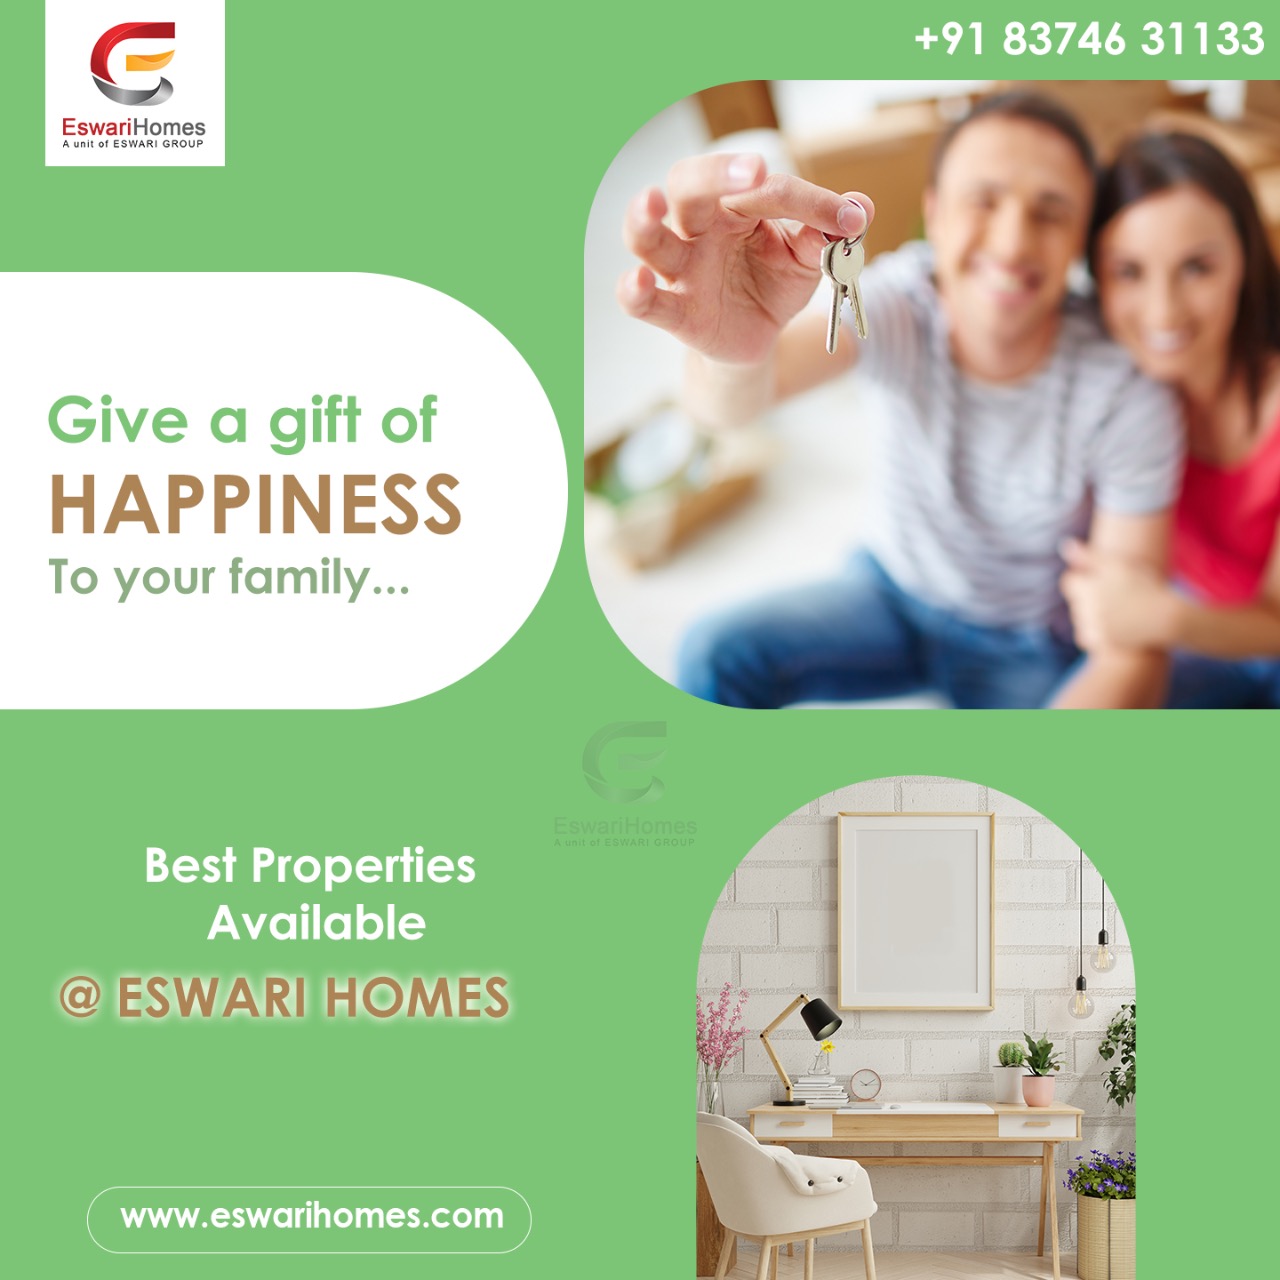 EswariHomes
A unit of ESWARI GROUP
+91 83746 31133
Give a gift of
HAPPINESS
To your family...
EswariHomes
A unit of ESWARI GROUP
Best Properties
Available
@ ESWARI HOMES
www.eswarihomes.com